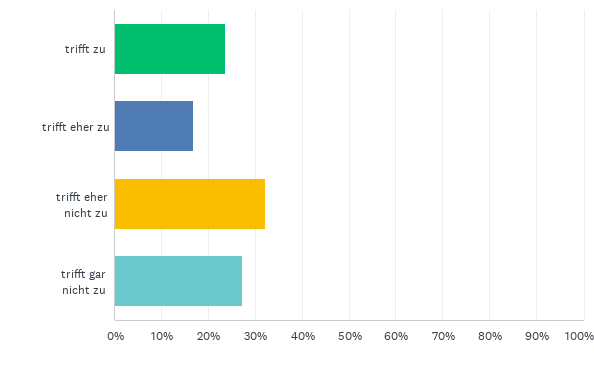 trifft zu
trifft eher zu
trifft eher
nicht zu
trifft gar
nicht zu
0% 10% 20% 30% 40% 50% 60% 70% 80% 90% 100%